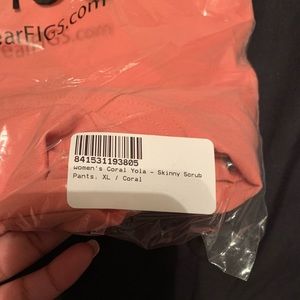 earFIGS.com
841531193805
women's Coral Yola - Skinny Scrub
Pants, XL / Coral